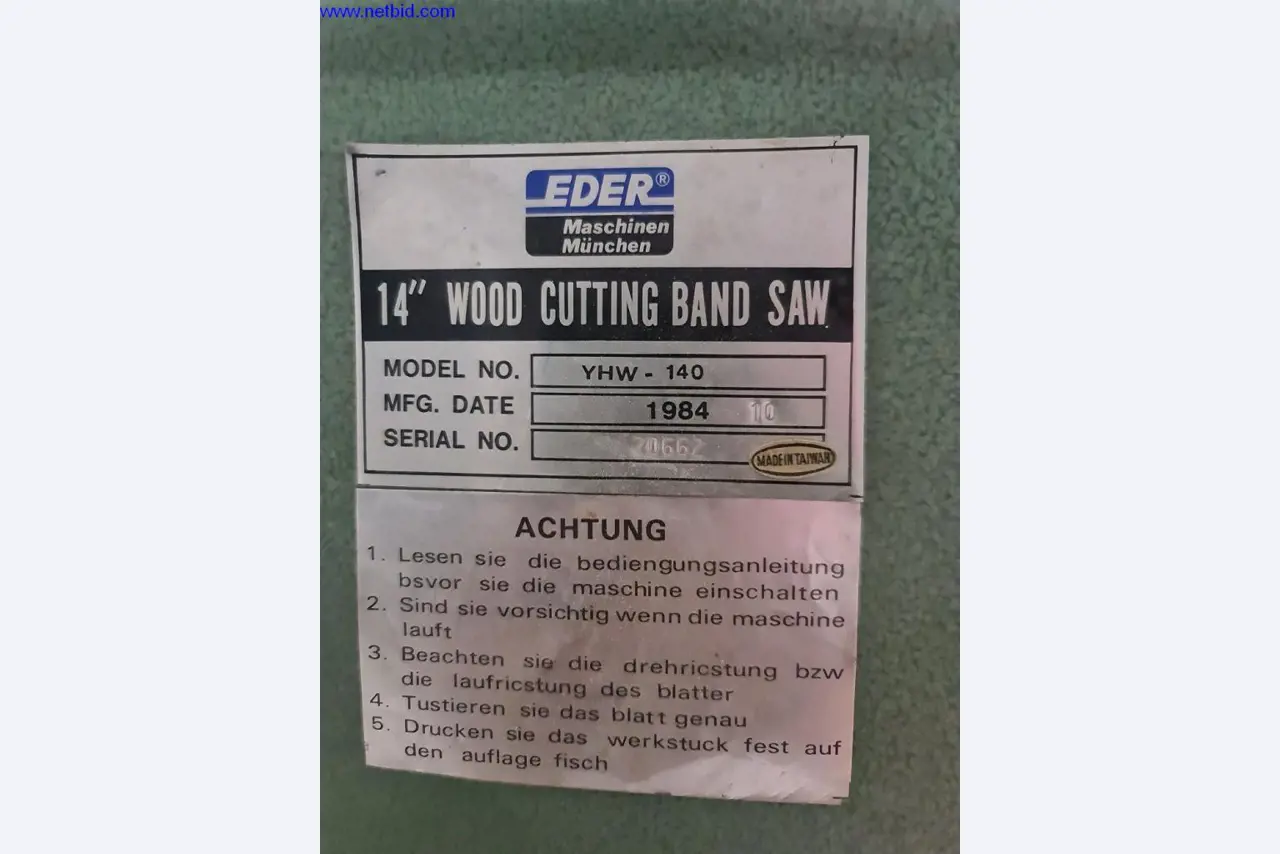 www.netbid.com
EDER®
Maschinen
München
14" WOOD CUTTING BAND SAW
MODEL NO. YHW - 140
MFG. DATE 1984 10
SERIAL NO. 20662
MADE IN TAIWAN
ACHTUNG
1. Lesen sie die bediengungsanleitung
bsvor sie die maschine einschalten
2. Sind sie vorsichtig wenn die maschine
lauft
3. Beachten sie die drehricstung bzw
die laufricstung des blatter
4. Tustieren sie das blatt genau
5. Drucken sie das werkstuck fest auf
den auflage fisch